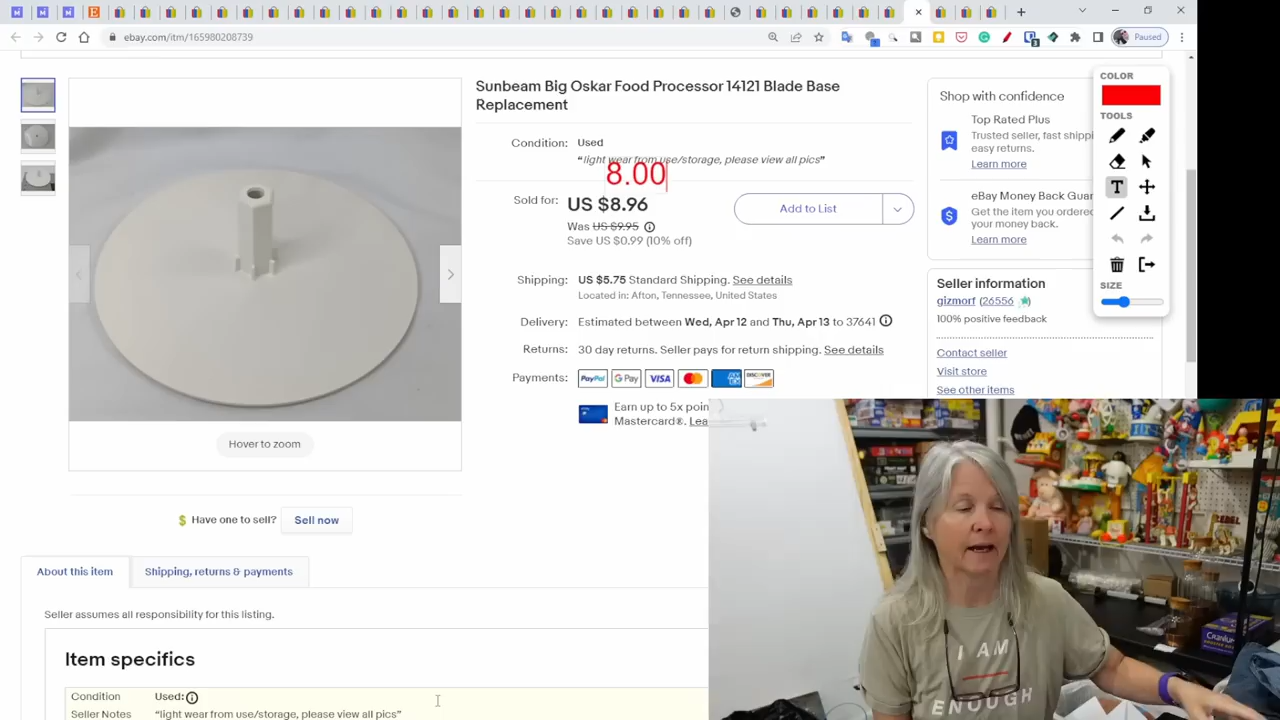 Paused
ebay.com/itm/165980208739
COLOR
TOOLS
T
SIZE
Sunbeam Big Oskar Food Processor 14121 Blade Base
Replacement
Condition: Used
“light wear from use/storage, please view all pics”
8.00
Sold for: US $8.96
Was US $9.95
Save US $0.99 (10% off)
Add to List
Shipping: US $5.75 Standard Shipping. See details
Located in: Afton, Tennessee, United States
Delivery: Estimated between Wed, Apr 12 and Thu, Apr 13 to 37641
Returns: 30 day returns. Seller pays for return shipping. See details
Payments: PayPal G Pay VISA DISCOVER
Earn up to 5x poin
Mastercard®. Lea
Hover to zoom
Shop with confidence
Top Rated Plus
Trusted seller, fast shippi
easy returns.
Learn more
eBay Money Back Guar
Get the item you ordered
your money back.
Learn more
Seller information
gizmorf (26556)
100% positive feedback
Contact seller
Visit store
See other items
$ Have one to sell? Sell now
About this item
Shipping, returns & payments
Seller assumes all responsibility for this listing.
Item specifics
Condition Used:
Seller Notes “light wear from use/storage, please view all pics”
I AM
ENOUGH
CRANIUM
REBEL